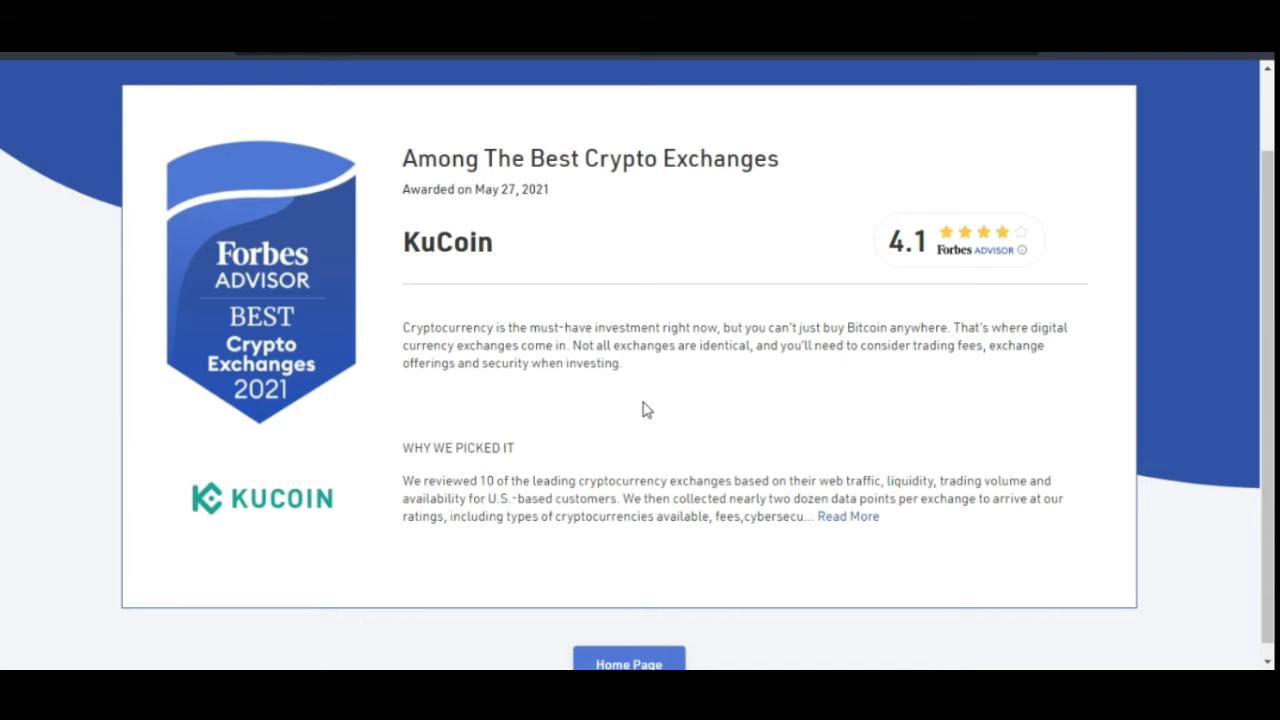 Among The Best Crypto Exchanges
Awarded on May 27, 2021
Forbes
ADVISOR
BEST
Crypto
Exchanges
2021
KuCoin
4.1
Forbes ADVISOR
Cryptocurrency is the must-have investment right now, but you can't just buy Bitcoin anywhere. That's where digital
currency exchanges come in. Not all exchanges are identical, and you'll need to consider trading fees, exchange
offerings and security when investing.
WHY WE PICKED IT
KUCOIN
We reviewed 10 of the leading cryptocurrency exchanges based on their web traffic, liquidity, trading volume and
availability for U.S.-based customers. We then collected nearly two dozen data points per exchange to arrive at our
ratings, including types of cryptocurrencies available, fees,cybersecu... Read More
Home Page